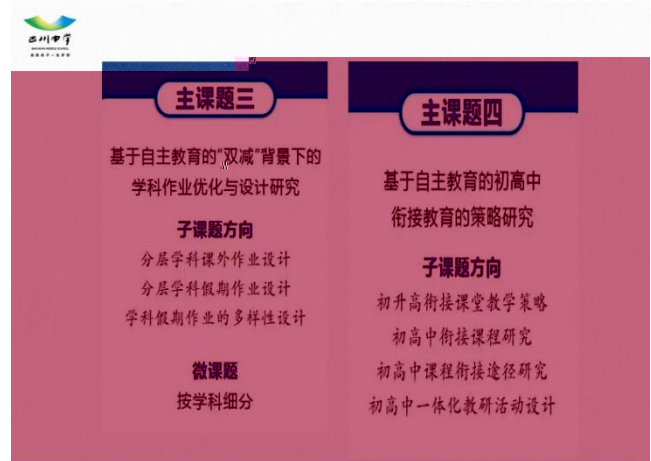 主课题三
基于自主教育的“双减”背景下的
学科作业优化与设计研究
子课题方向
分层学科课外作业设计
分层学科假期作业设计
学科假期作业的多样性设计
微课题
按学科细分
主课题四
基于自主教育的初高中
衔接教育的策略研究
子课题方向
初升高衔接课堂教学策略
初高中衔接课程研究
初高中课程衔接途径研究
初高中一体化教研活动设计